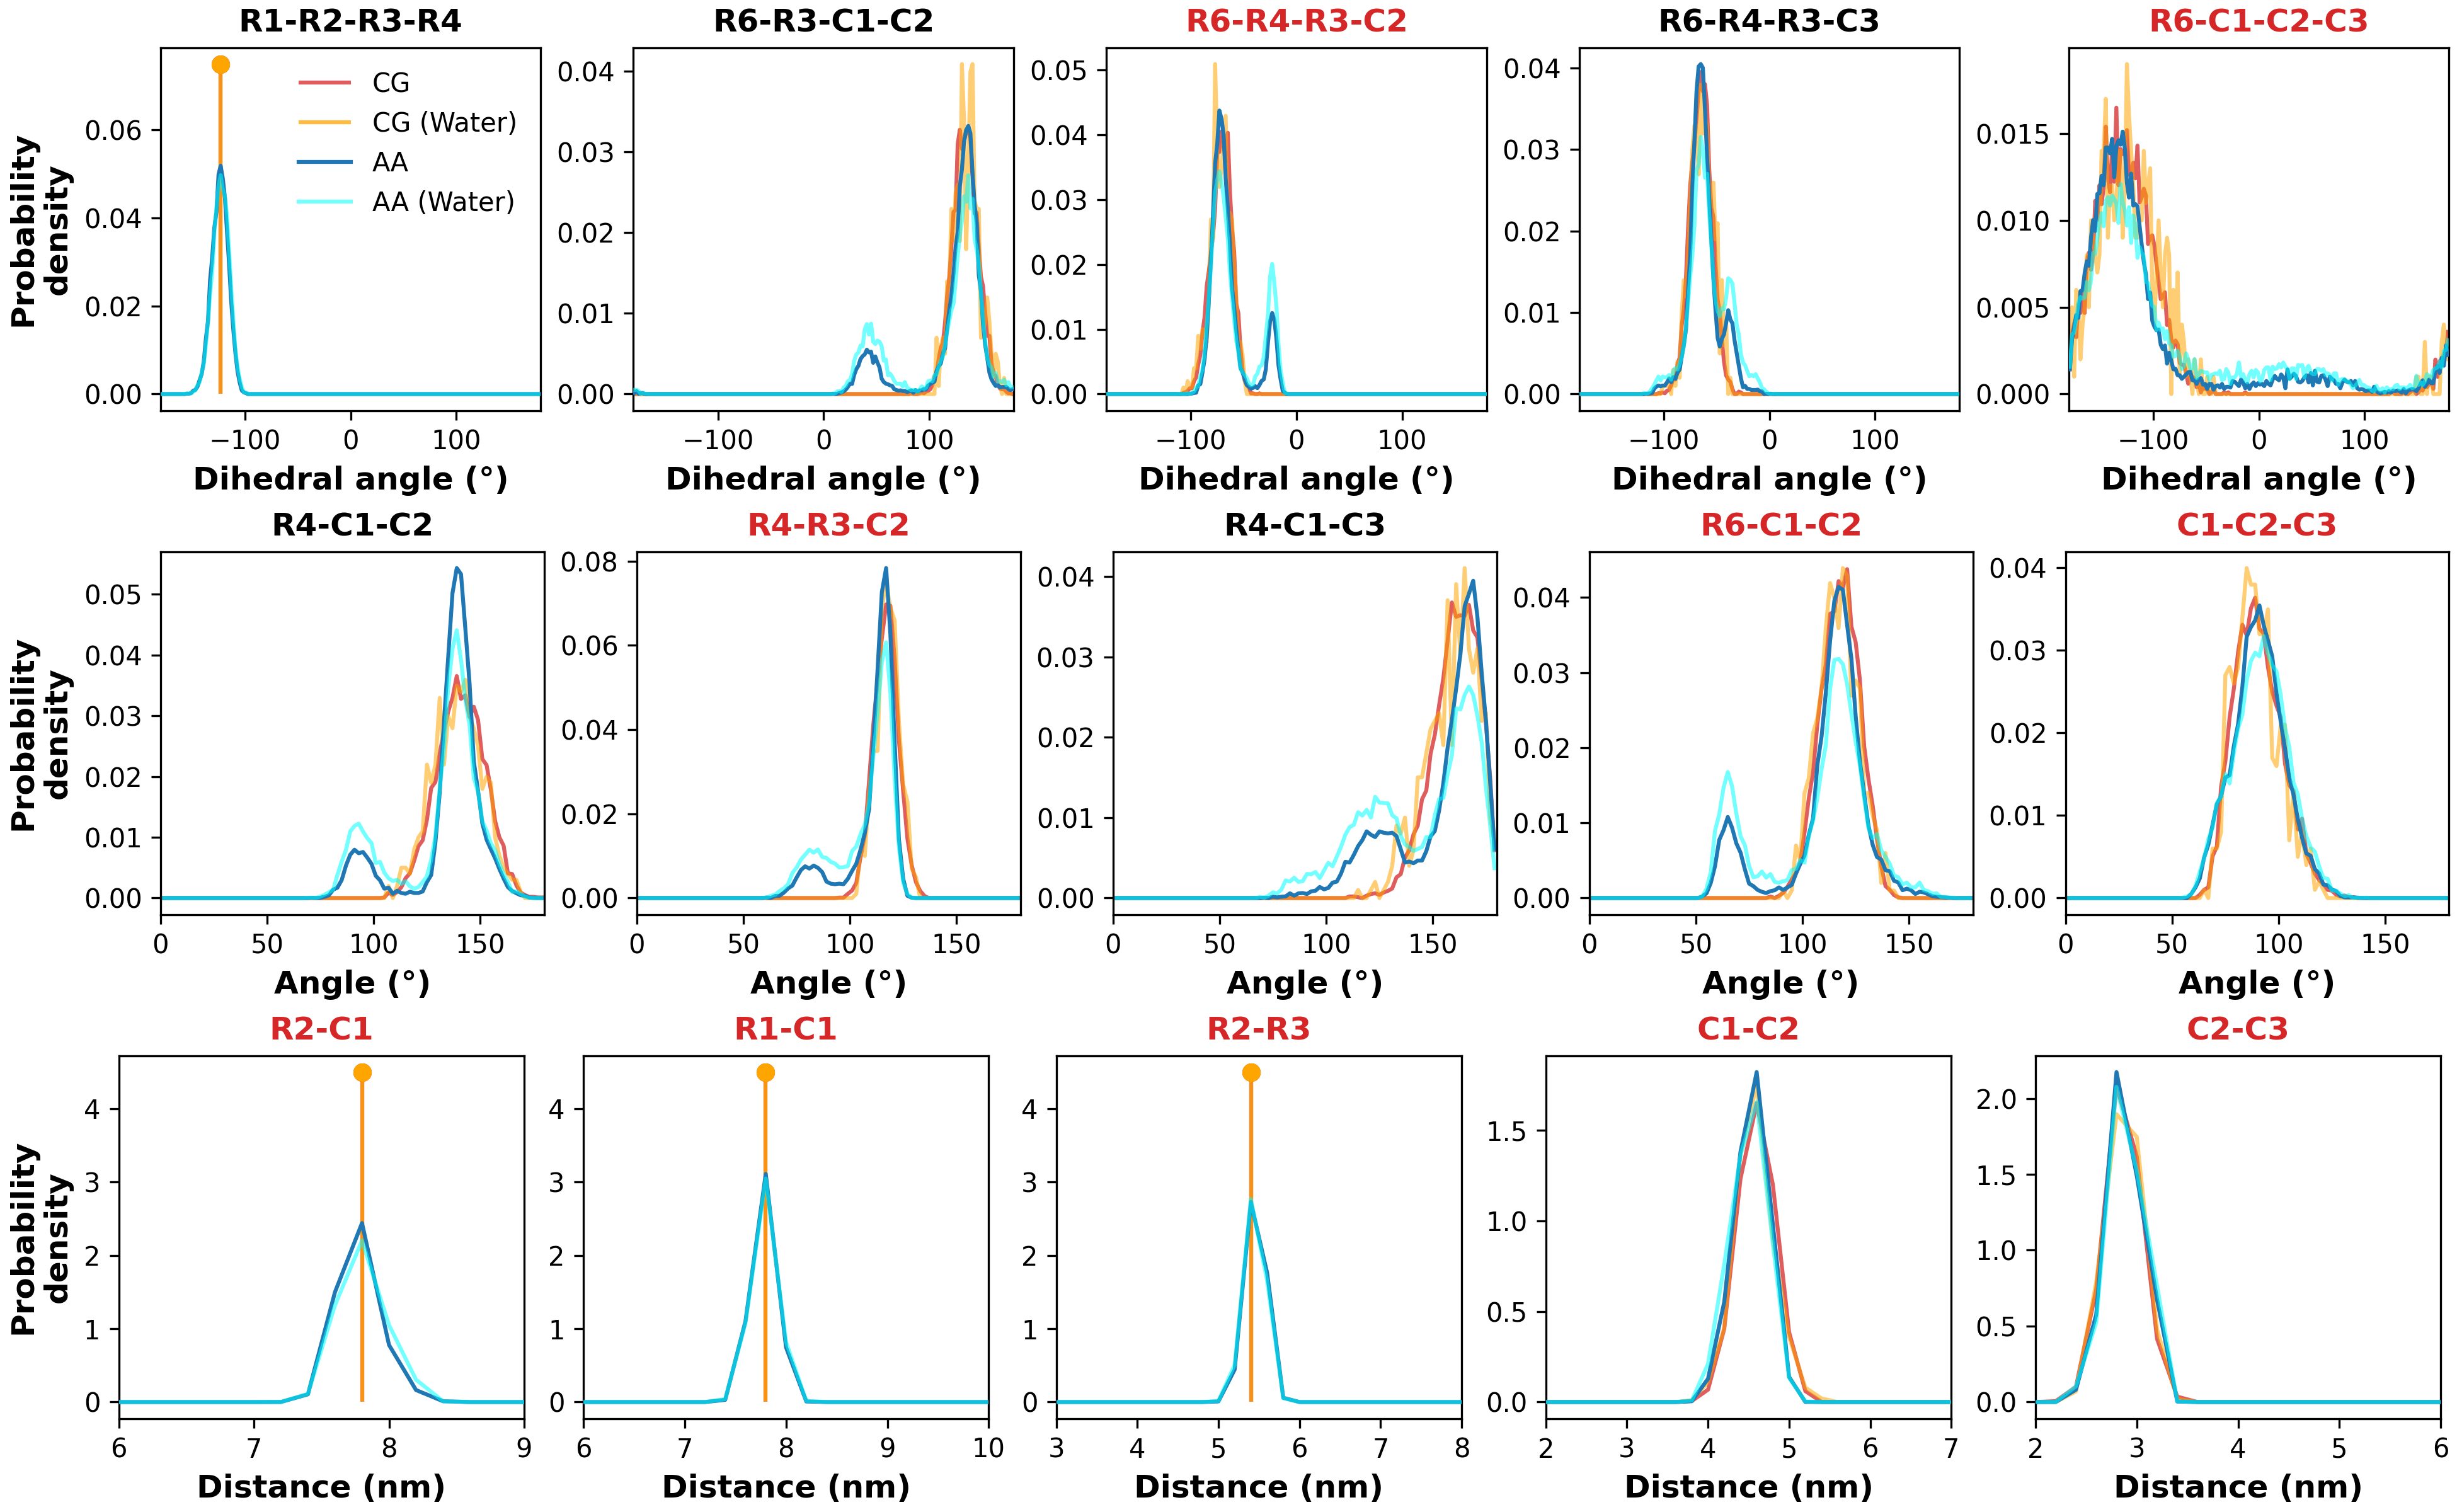 R1-R2-R3-R4
R6-R3-C1-C2
R6-R4-R3-C2
R6-R4-R3-C3
R6-C1-C2-C3
Probability
density
0.06
0.04
0.02
0.00
CG
CG (Water)
AA
AA (Water)
0.04
0.03
0.02
0.01
0.00
0.05
0.04
0.03
0.02
0.01
0.00
0.04
0.03
0.02
0.01
0.00
0.015
0.010
0.005
0.000
−100 0 100
−100 0 100
−100 0 100
−100 0 100
−100 0 100
Dihedral angle (°)
Dihedral angle (°)
Dihedral angle (°)
Dihedral angle (°)
Dihedral angle (°)
R4-C1-C2
R4-R3-C2
R4-C1-C3
R6-C1-C2
C1-C2-C3
Probability
density
0.05
0.04
0.03
0.02
0.01
0.00
0.08
0.06
0.04
0.02
0.00
0.04
0.03
0.02
0.01
0.00
0.04
0.03
0.02
0.01
0.00
0.04
0.03
0.02
0.01
0.00
0 50 100 150
0 50 100 150
0 50 100 150
0 50 100 150
0 50 100 150
Angle (°)
Angle (°)
Angle (°)
Angle (°)
Angle (°)
R2-C1
R1-C1
R2-R3
C1-C2
C2-C3
Probability
density
4
3
2
1
0
4
3
2
1
0
4
3
2
1
0
1.5
1.0
0.5
0.0
2.0
1.5
1.0
0.5
0.0
6 7 8 9
6 7 8 9 10
3 4 5 6 7 8
2 3 4 5 6 7
2 3 4 5 6
Distance (nm)
Distance (nm)
Distance (nm)
Distance (nm)
Distance (nm)